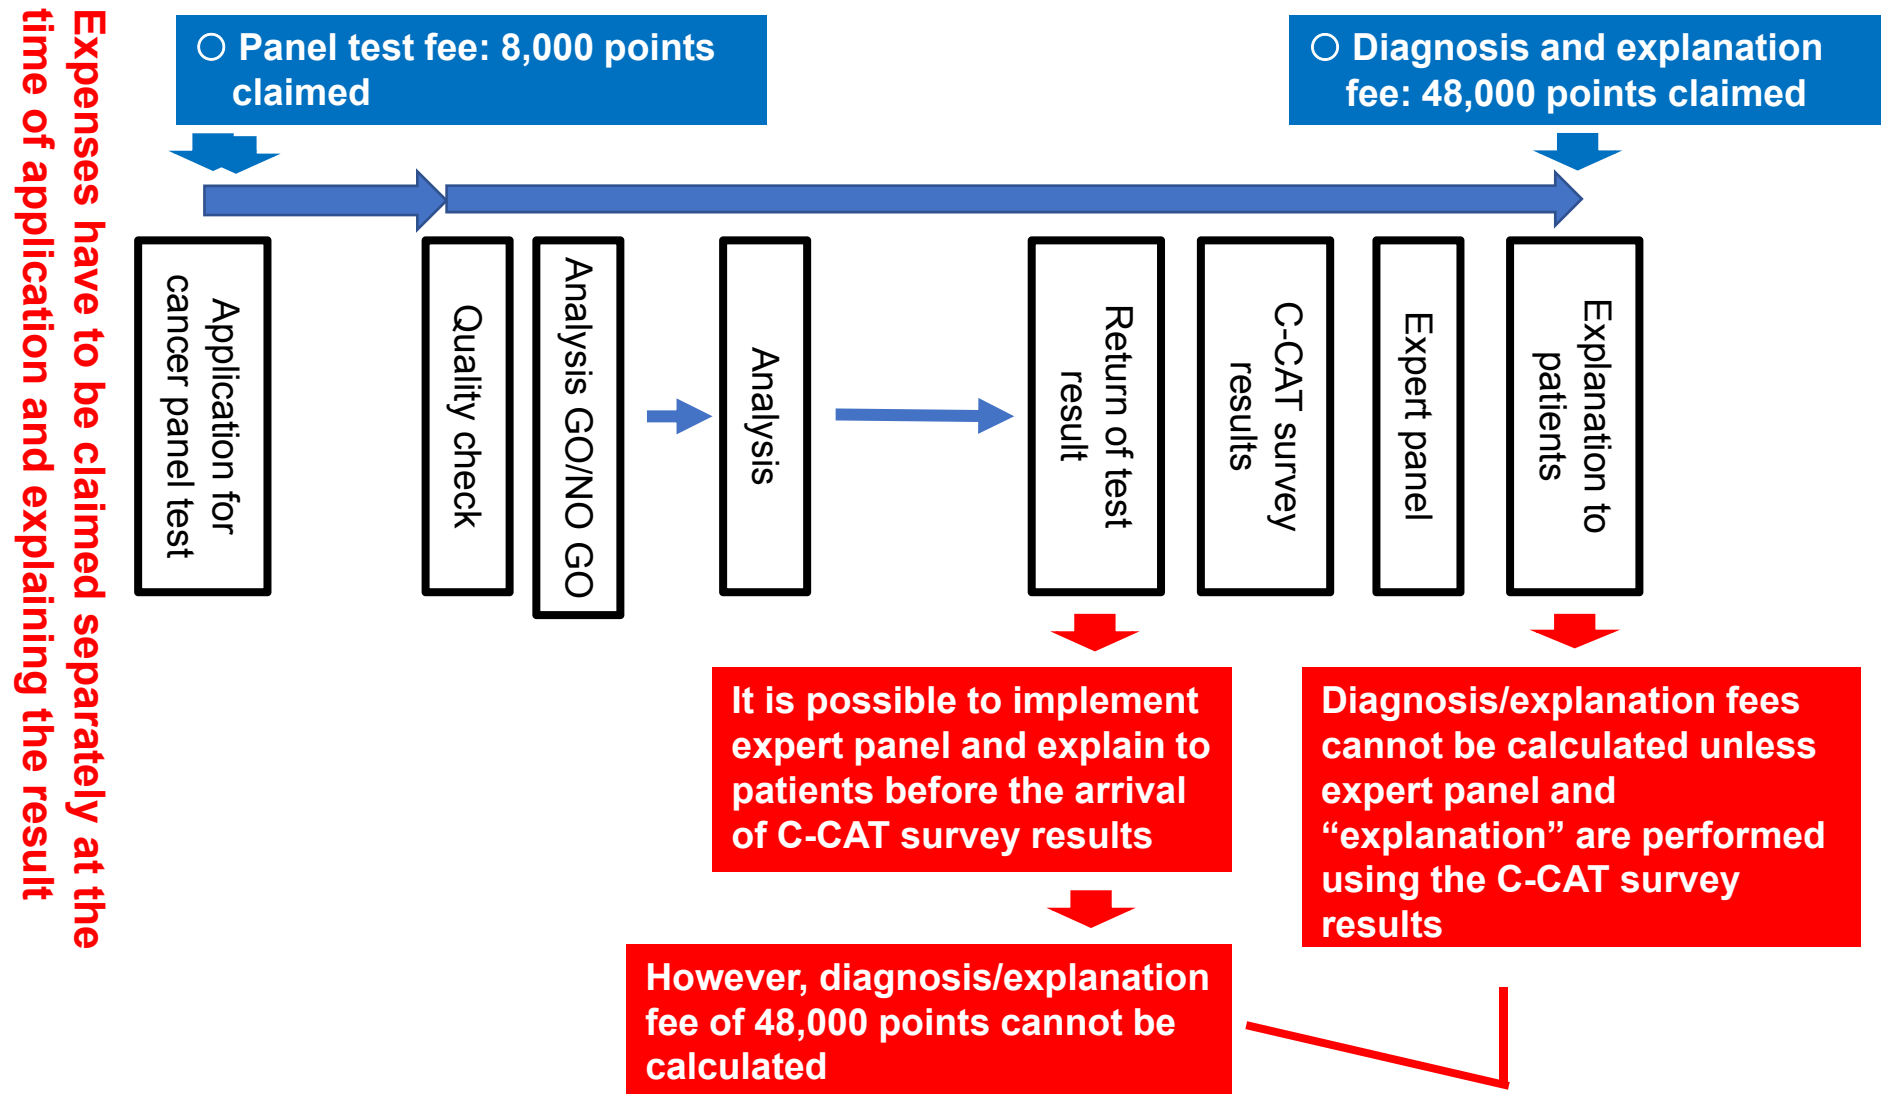 Expenses have to be claimed separately at the
time of application and explaining the result
○ Panel test fee: 8,000 points
claimed
○ Diagnosis and explanation
fee: 48,000 points claimed
Application for
cancer panel test
Quality check
Analysis GO/NO GO
Analysis
Return of test
result
C-CAT survey
results
Expert panel
Explanation to
patients
It is possible to implement
expert panel and explain to
patients before the arrival
of C-CAT survey results
Diagnosis/explanation fees
cannot be calculated unless
expert panel and
“explanation” are performed
using the C-CAT survey
results
However, diagnosis/explanation
fee of 48,000 points cannot be
calculated